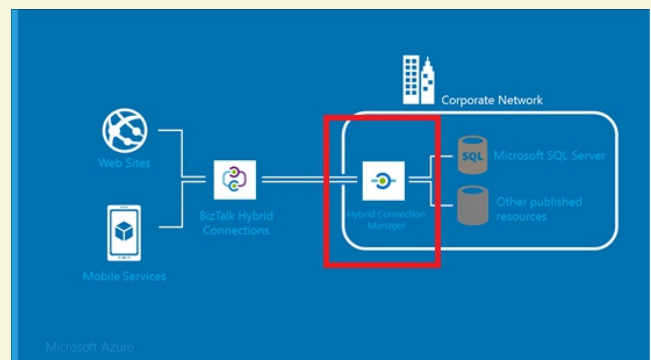 Corporate Network
Web Sites
SQL
Microsoft SQL Server
BizTalk Hybrid
Connections
Hybrid Connection
Manager
Other published
resources
Mobile Services
Microsoft Azure